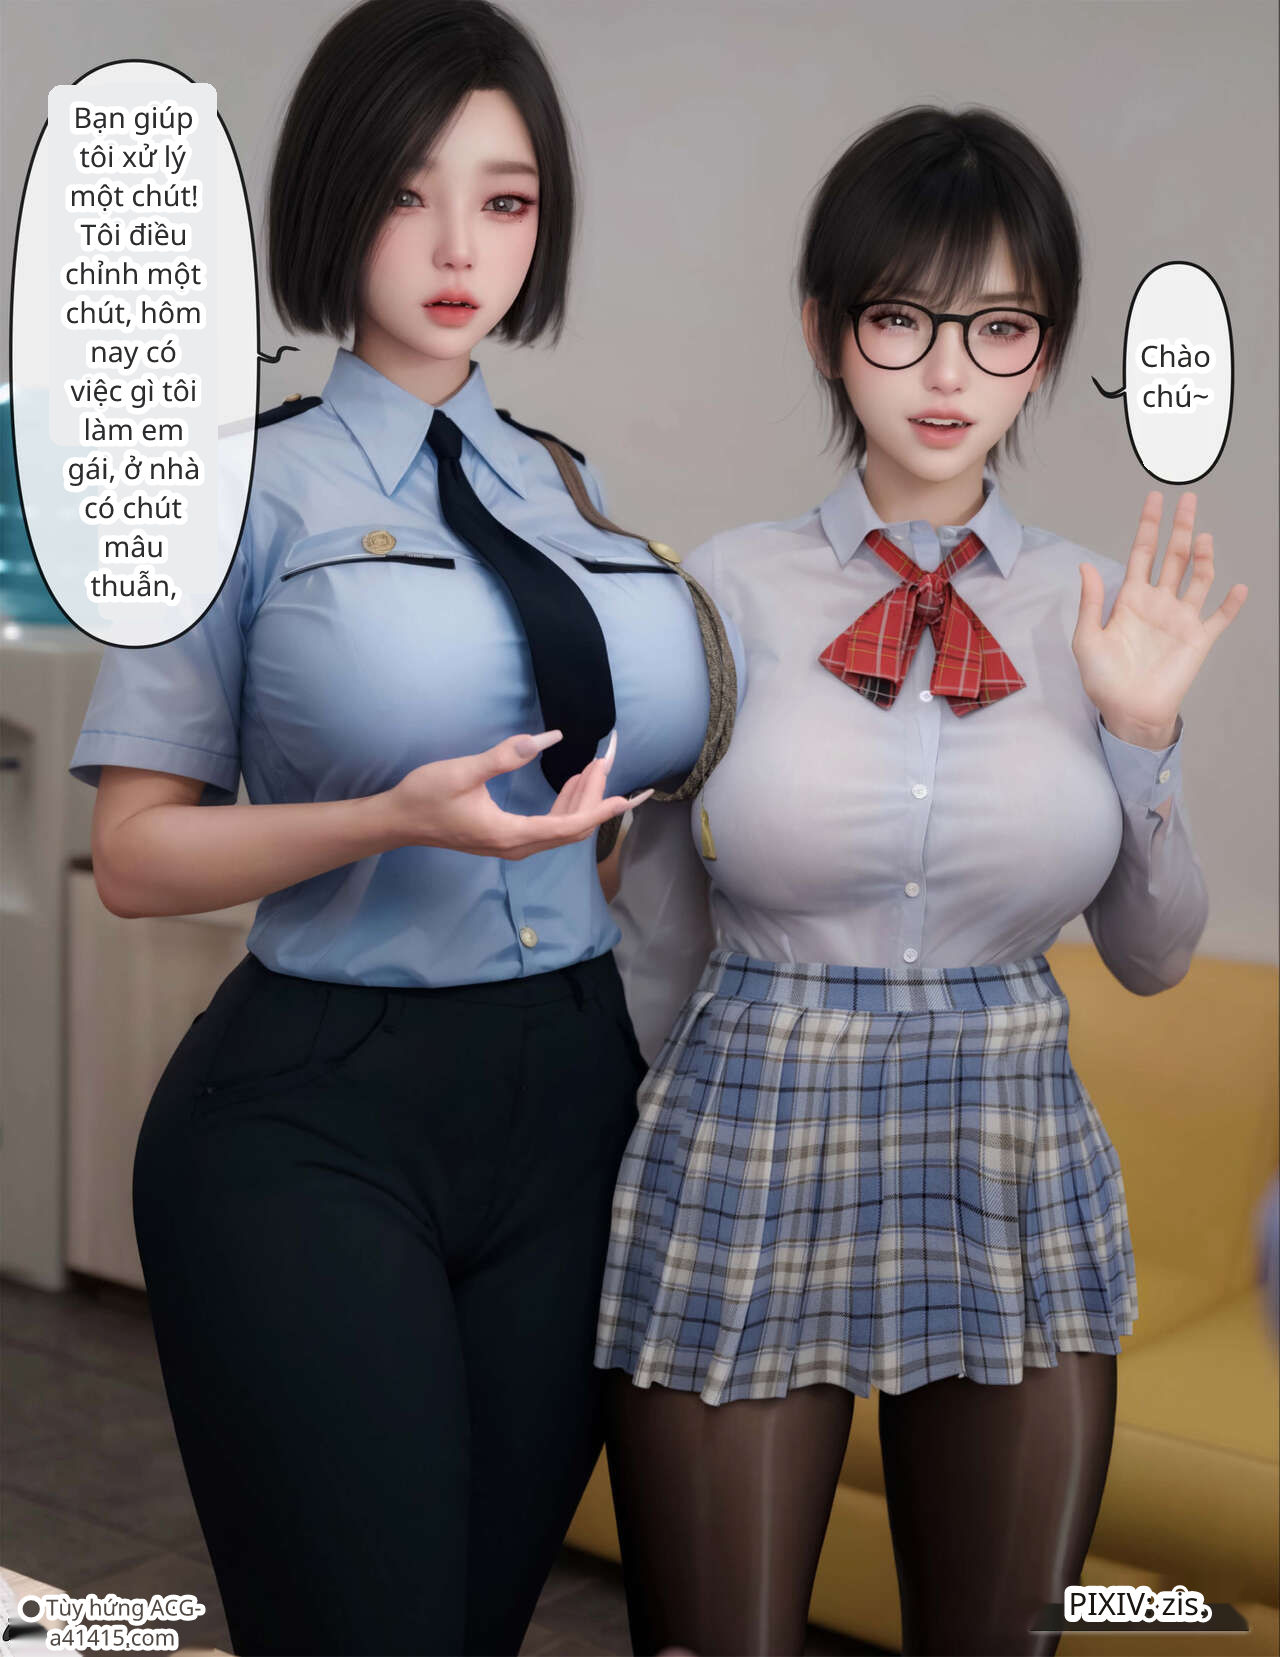 Bạn giúp
tôi xử lý
một chút!
Tôi điều
chỉnh một
chút, hôm
nay có
việc gì tôi
làm em
gái, ở nhà
có chút
mâu
thuẫn,
Chào
chú~
Tùy hứng ACG-
a41415.com
PIXIV: zis.